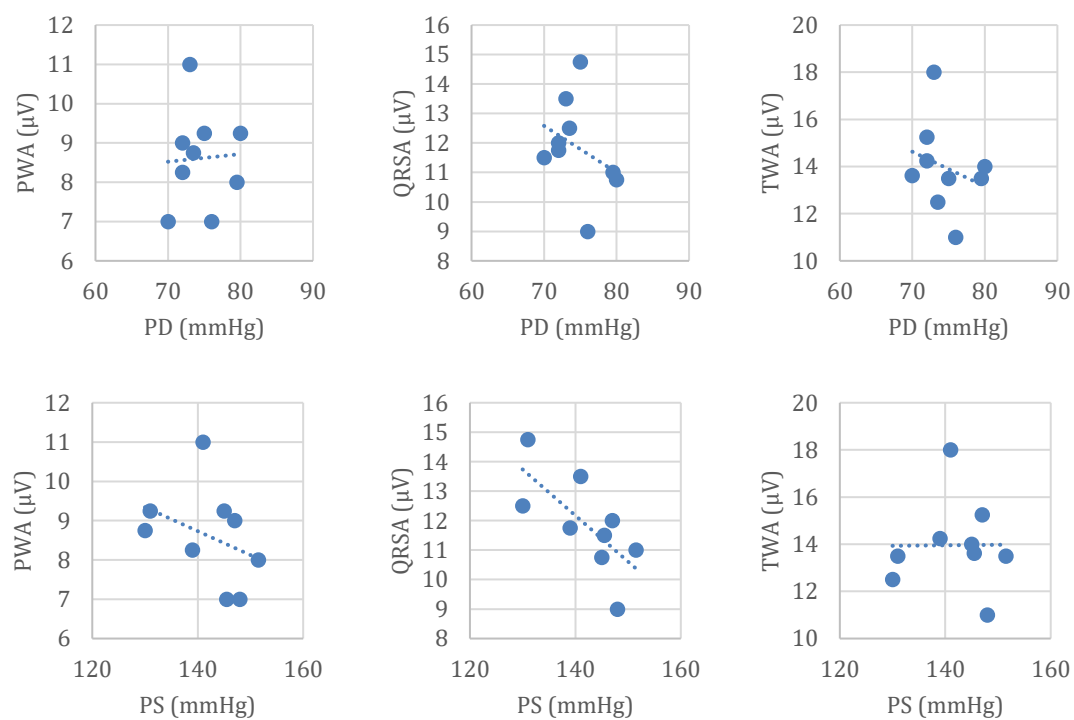 12
11
10
9
8
7
6
60 70 80 90
PWA (µV)
PD (mmHg)
16
15
14
13
12
11
10
9
8
60 70 80 90
QRSA (µV)
PD (mmHg)
20
18
16
14
12
10
60 70 80 90
TWA (µV)
PD (mmHg)
12
11
10
9
8
7
6
120 140 160
PWA (µV)
PS (mmHg)
16
15
14
13
12
11
10
9
8
120 140 160
QRSA (µV)
PS (mmHg)
20
18
16
14
12
10
120 140 160
TWA (µV)
PS (mmHg)